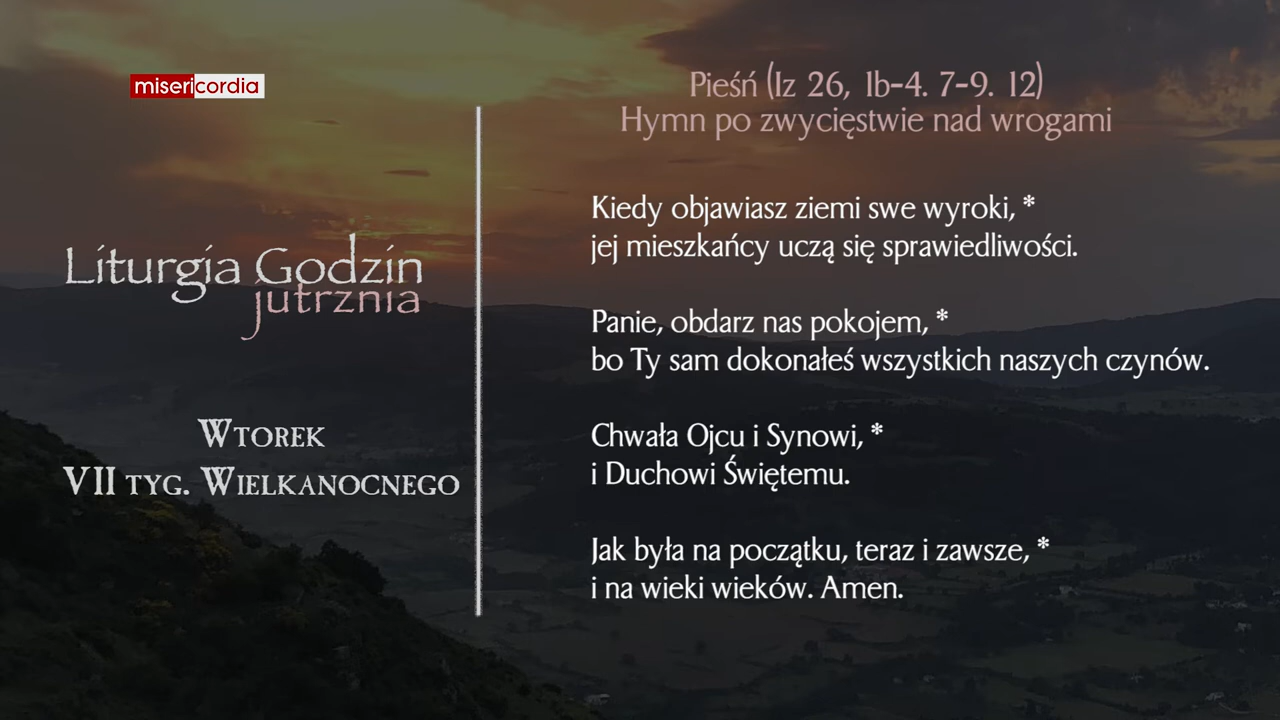 misericordia
Liturgia Godzin
jutrznia
Wtorek
VII tyg. Wielkanocnego
Pieśń (Iz 26, 1b-4. 7-9. 12)
Hymn po zwycięstwie nad wrogami
Kiedy objawiasz ziemi swe wyroki, *
jej mieszkańcy uczą się sprawiedliwości.
Panie, obdarz nas pokojem, *
bo Ty sam dokonałeś wszystkich naszych czynów.
Chwała Ojcu i Synowi, *
i Duchowi Świętemu.
Jak była na początku, teraz i zawsze, *
i na wieki wieków. Amen.